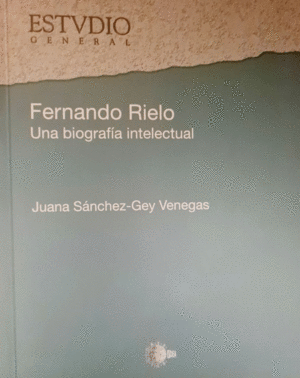 ESTVDIO
GENERAL
Fernando Rielo
Una biografía intelectual
Juana Sánchez-Gey Venegas